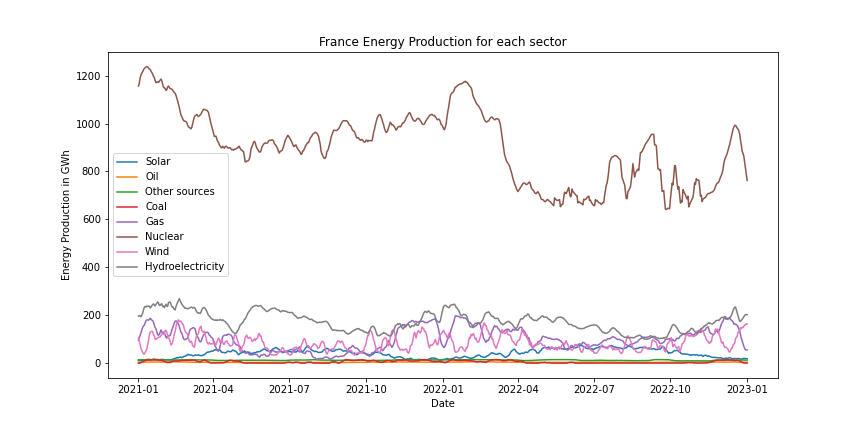 France Energy Production for each sector
Energy Production in GWh
1200
1000
800
600
400
200
0
Solar
Oil
Other sources
Coal
Gas
Nuclear
Wind
Hydroelectricity
2021-01 2021-04 2021-07 2021-10 2022-01 2022-04 2022-07 2022-10 2023-01
Date